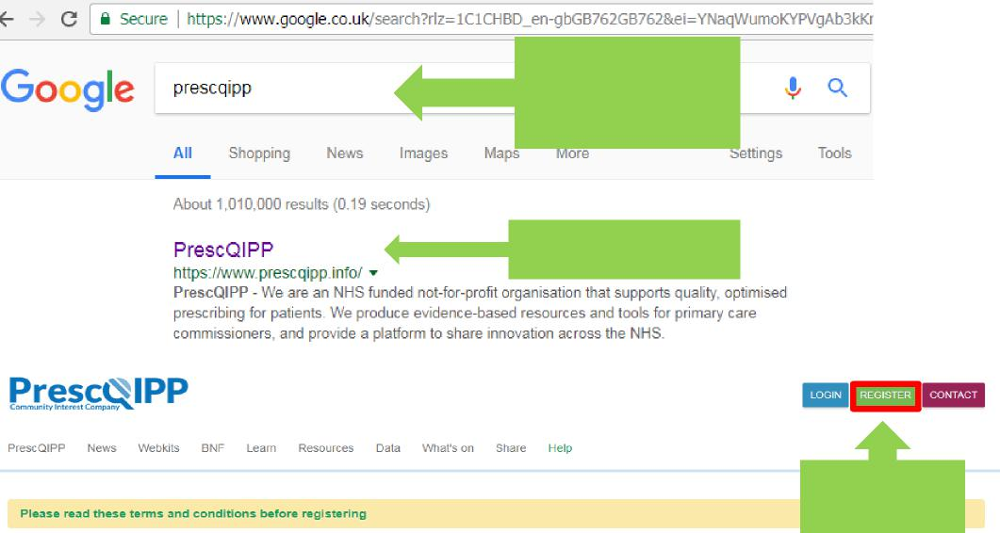 Secure | https://www.google.co.uk/search?rlz=1C1CHBD_en-gbGB762GB762&ei=YNaqWumoKYPVgAb3kKr
Google prescqipp
All Shopping News Images Maps More Settings Tools
About 1,010,000 results (0.19 seconds)
PrescQIPP
https://www.prescqipp.info/
PrescQIPP - We are an NHS funded not-for-profit organisation that supports quality, optimised
prescribing for patients. We produce evidence-based resources and tools for primary care
commissioners, and provide a platform to share innovation across the NHS.
PrescQIPP
Community Interest Company
LOGIN REGISTER CONTACT
PrescQIPP News Webkits BNF Learn Resources Data What's on Share Help
Please read these terms and conditions before registering